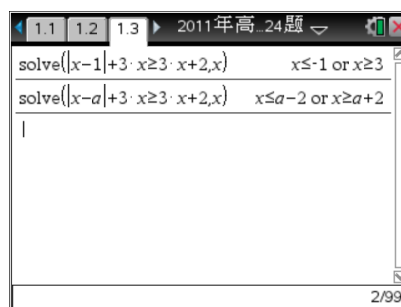 1.1 1.2 1.3 2011年高…24题
solve(|x-1|+3·x≥3·x+2,x) x≤-1 or x≥3
solve(|x-a|+3·x≥3·x+2,x) x≤a-2 or x≥a+2
2/99